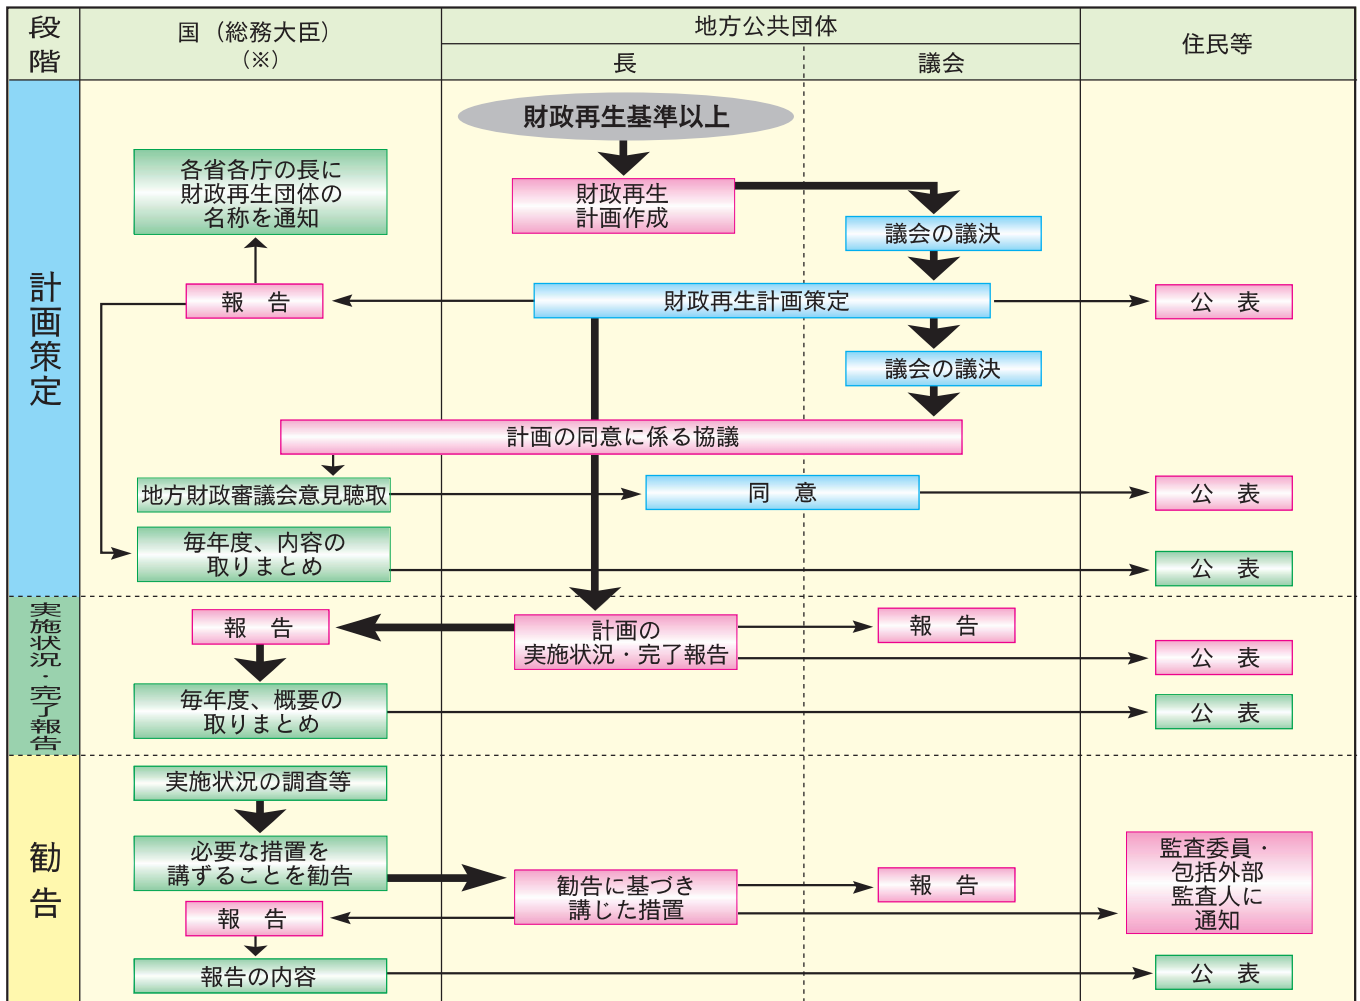 段
階
国（総務大臣）
（※）
地方公共団体
長
議会
住民等
計画策定
財政再生基準以上
各省各庁の長に
財政再生団体の
名称を通知
財政再生
計画作成
議会の議決
報　告
財政再生計画策定
公　表
議会の議決
計画の同意に係る協議
地方財政審議会意見聴取
同　意
公　表
毎年度、内容の
取りまとめ
公　表
実施状況・完了報告
報　告
計画の
実施状況・完了報告
報　告
公　表
毎年度、概要の
取りまとめ
公　表
勧告
実施状況の調査等
必要な措置を
講ずることを勧告
勧告に基づき
講じた措置
報　告
監査委員・
包括外部
監査人に
通知
報　告
報告の内容
公　表